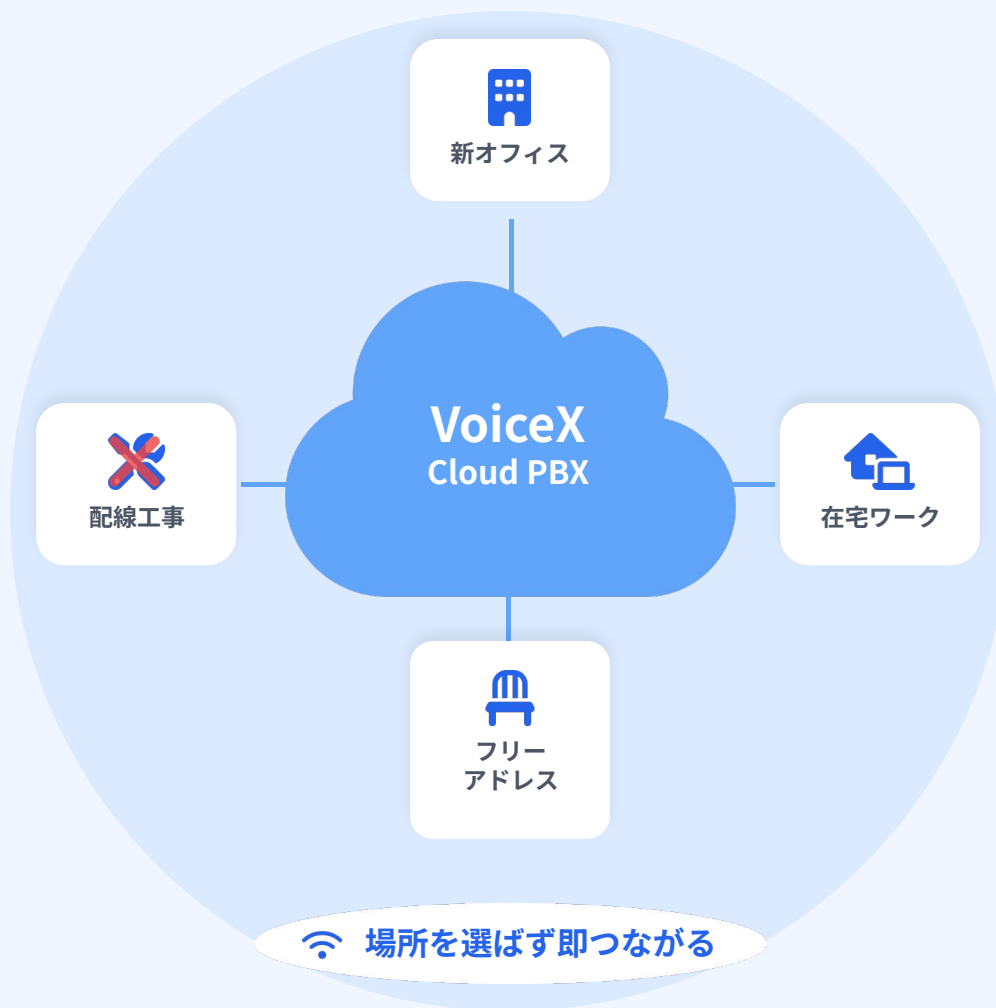 新オフィス
VoiceX
Cloud PBX
配線工事
在宅ワーク
フリー
アドレス
場所を選ばず即つながる